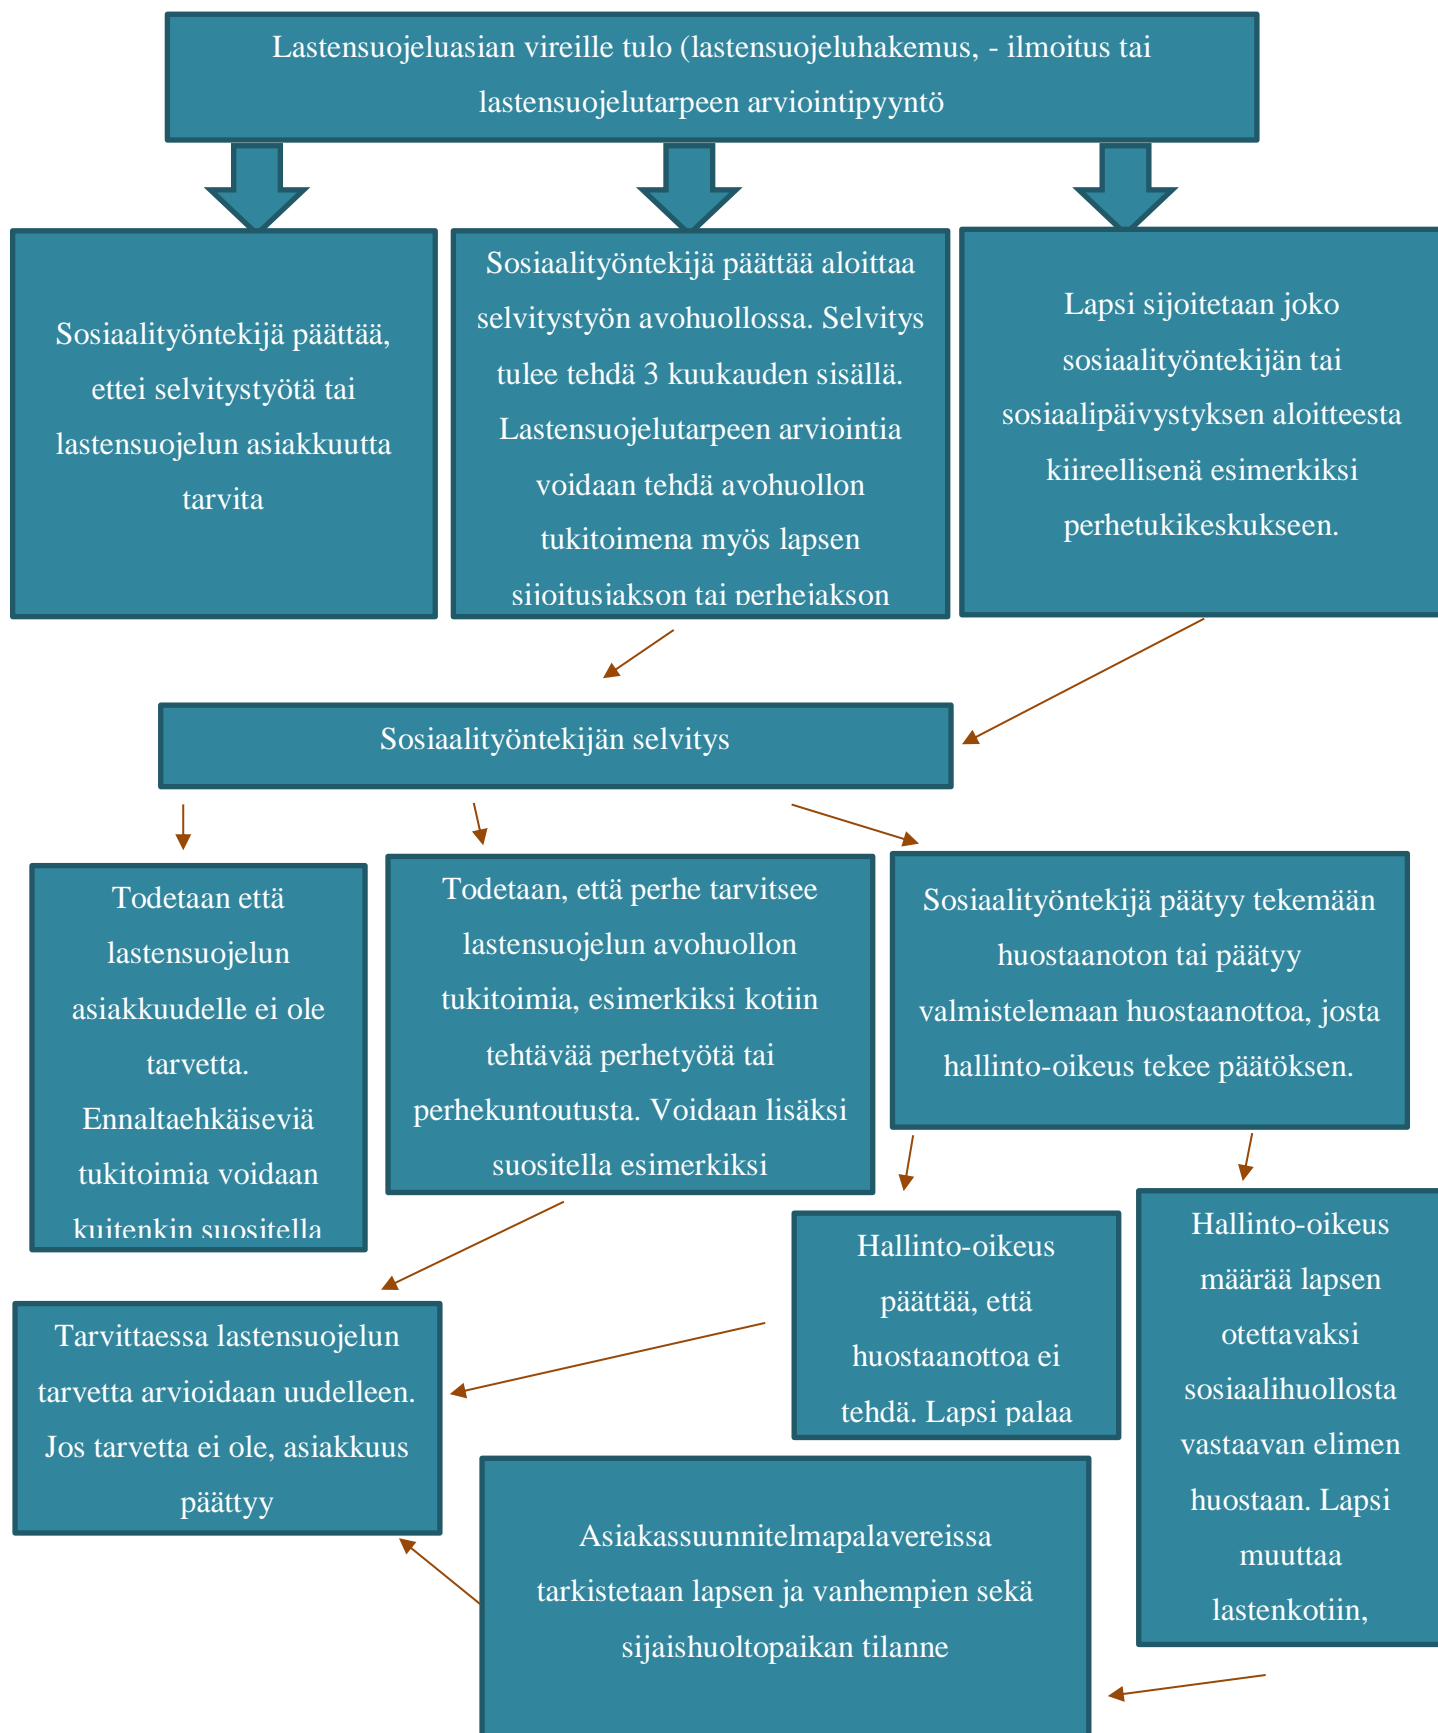 Lastensuojeluasian vireille tulo (lastensuojeluhakemus, - ilmoitus tai
lastensuojelutarpeen arviointipyyntö
Sosiaalityöntekijä päättää,
ettei selvitystyötä tai
lastensuojelun asiakkuutta
tarvita
Sosiaalityöntekijä päättää aloittaa
selvitystyön avohuollossa. Selvitys
tulee tehdä 3 kuukauden sisällä.
Lastensuojelutarpeen arviointia
voidaan tehdä avohuollon
tukitoimena myös lapsen
sijoitusjakson tai perhejakson
Lapsi sijoitetaan joko
sosiaalityöntekijän tai
sosiaalipäivystyksen aloitteesta
kiireellisenä esimerkiksi
perhetukikeskukseen.
Sosiaalityöntekijän selvitys
Todetaan että
lastensuojelun
asiakkuudelle ei ole
tarvetta.
Ennaltaehkäiseviä
tukitoimia voidaan
kuitenkin suositella
Todetaan, että perhe tarvitsee
lastensuojelun avohuollon
tukitoimia, esimerkiksi kotiin
tehtävää perhetyötä tai
perhekuntoutusta. Voidaan lisäksi
suositella esimerkiksi
Sosiaalityöntekijä päätyy tekemään
huostaanoton tai päätyy
valmistelemaan huostaanottoa, josta
hallinto-oikeus tekee päätöksen.
Hallinto-oikeus
päättää, että
huostaanottoa ei
tehdä. Lapsi palaa
Hallinto-oikeus
määrää lapsen
otettavaksi
sosiaalihuollosta
vastaavan elimen
huostaan. Lapsi
muuttaa
lastenkotiin,
Tarvittaessa lastensuojelun
tarvetta arvioidaan uudelleen.
Jos tarvetta ei ole, asiakkuus
päättyy
Asiakassuunnitelmapalavereissa
tarkistetaan lapsen ja vanhempien sekä
sijaishuoltopaikan tilanne